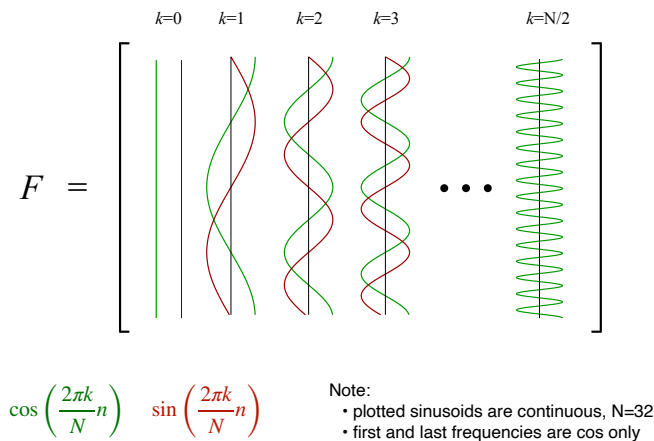 k=0 k=1 k=2 k=3 k=N/2
F = [ • • • ]
cos(2πk/N n) sin(2πk/N n)
Note:
• plotted sinusoids are continuous, N=32
• first and last frequencies are cos only